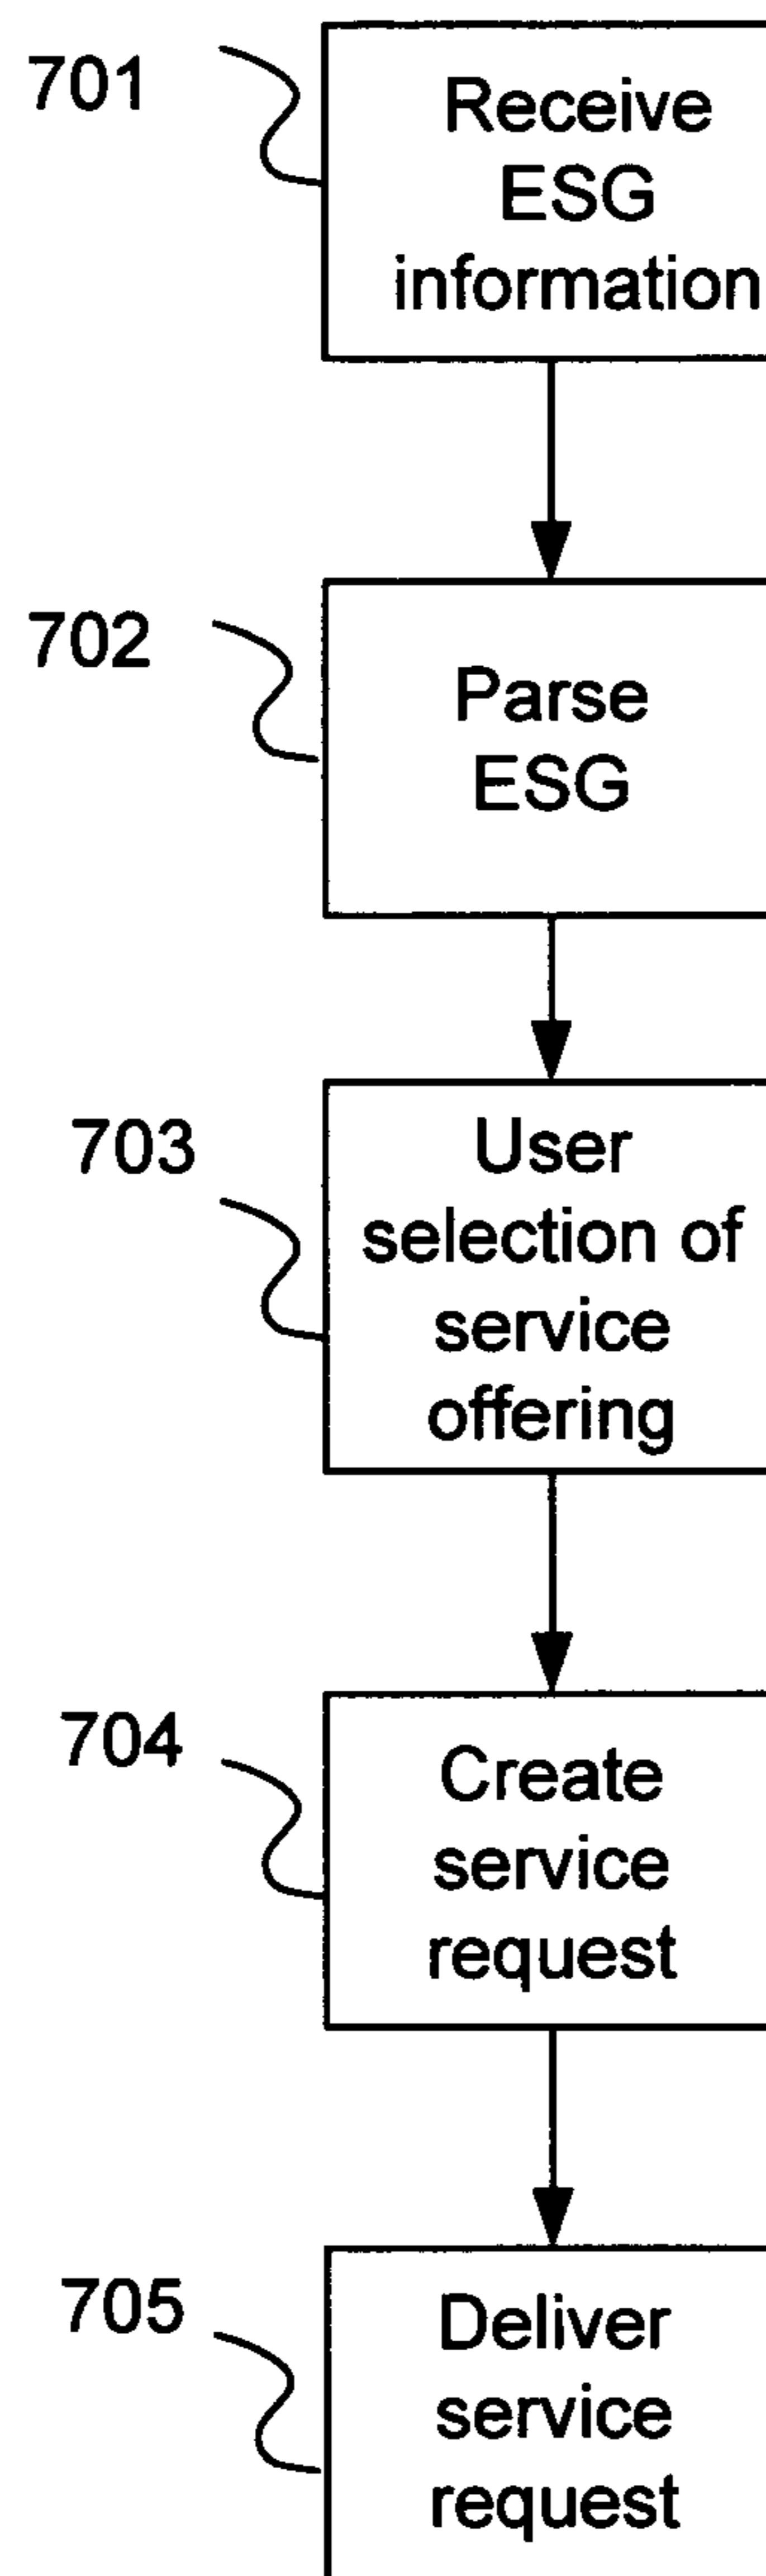 701
Receive
ESG
information
702
Parse
ESG
703
User
selection of
service
offering
704
Create
service
request
705
Deliver
service
request